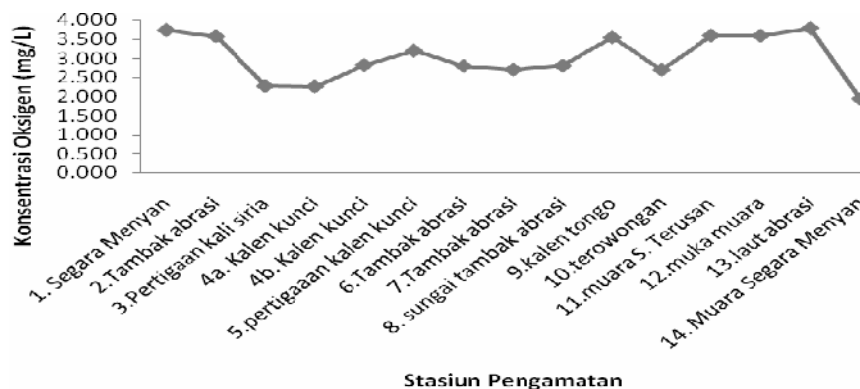 Konsentrasi Oksigen (mg/L)
4.000
3.500
3.000
2.500
2.000
1.500
1.000
0.500
0.000
1. Segara Menyan
2.Tambak abrasi
3.Pertigaan kali siria
4a. Kalen kunci
4b. Kalen kunci
5.pertigaaan kalen kunci
6.Tambak abrasi
7.Tambak abrasi
8. sungai tambak abrasi
9.kalen tongo
10.terowongan
11.muara S. Terusan
12.muka muara
13.laut abrasi
14. Muara Segara Menyan
Stasiun Pengamatan